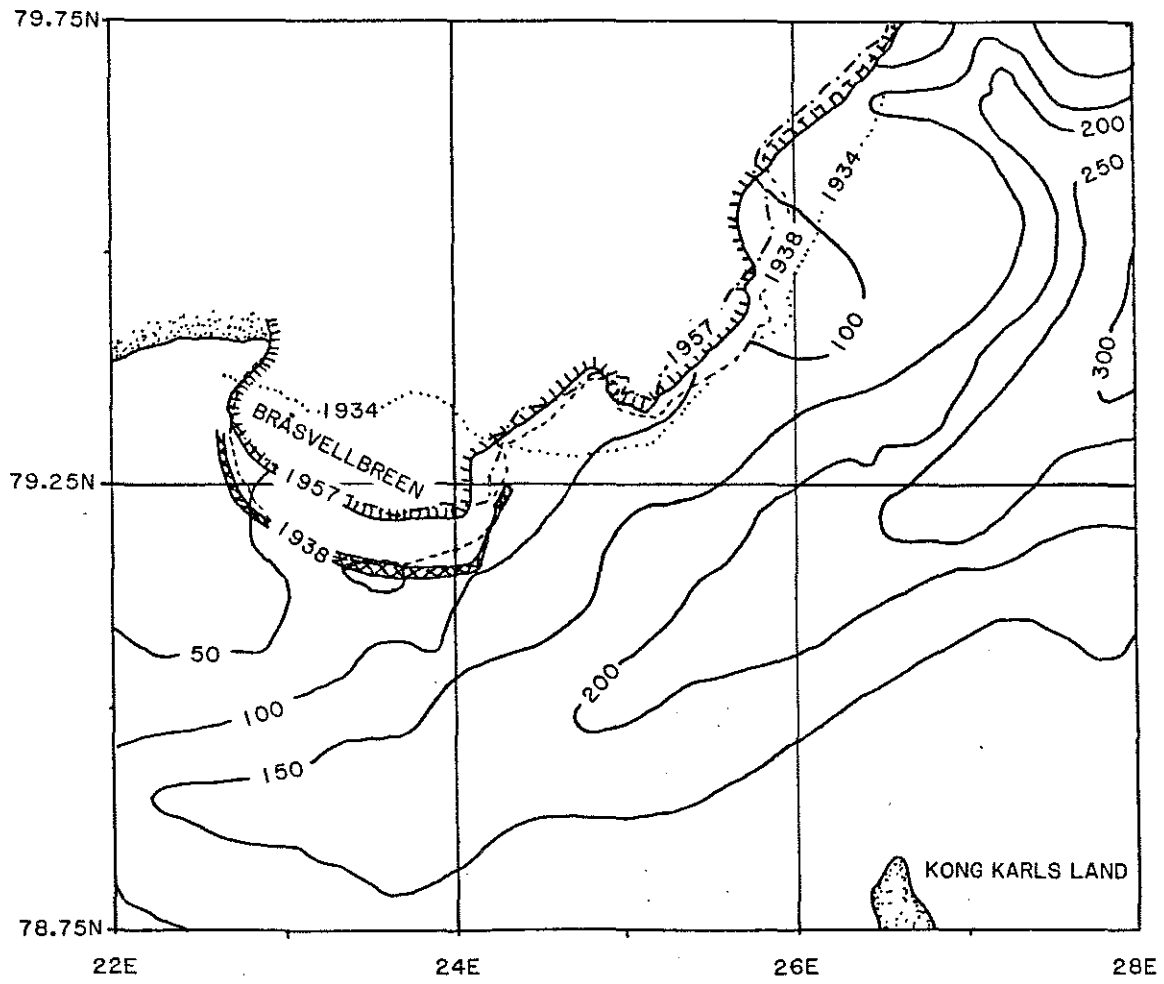 79.75N
200
250
1934
1938
100
300
1957
1934
BRÅSVELLBREEN
79.25N
1957
1938
50
200
100
150
KONG KARLS LAND
78.75N
22E
24E
26E
28E